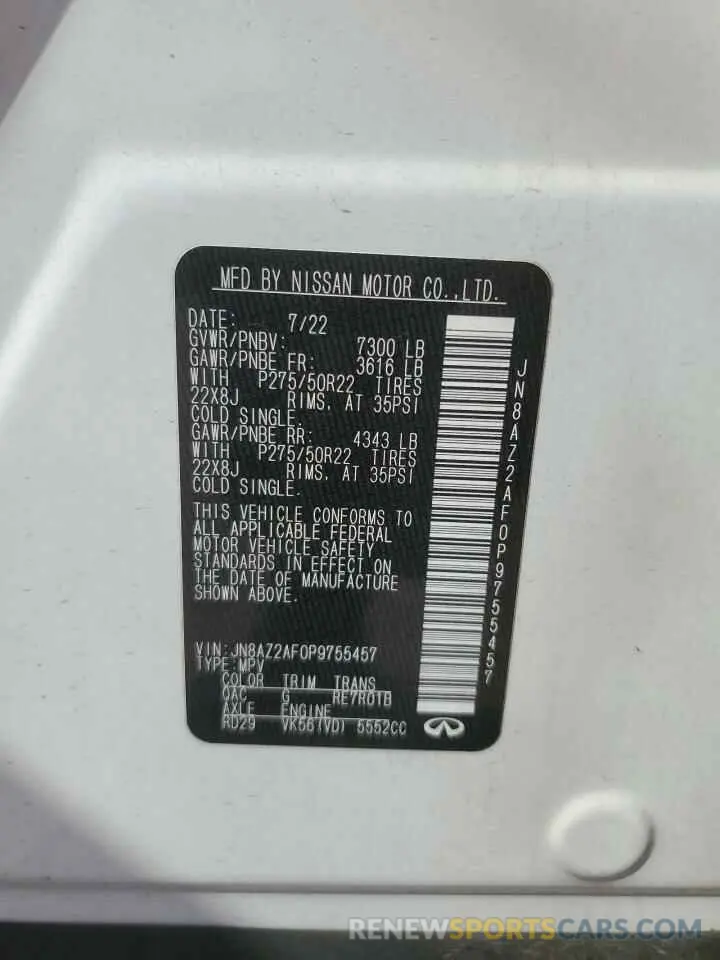 MFD BY NISSAN MOTOR CO.,LTD.
DATE: 7/22
GVWR/PNBV: 7300 LB
GAWR/PNBE FR: 3616 LB
WITH P275/50R22 TIRES
22X8J RIMS, AT 35PSI
COLD SINGLE.
GAWR/PNBE RR: 4343 LB
WITH P275/50R22 TIRES
22X8J RIMS, AT 35PSI
COLD SINGLE.
THIS VEHICLE CONFORMS TO
ALL APPLICABLE FEDERAL
MOTOR VEHICLE SAFETY
STANDARDS IN EFFECT ON
THE DATE OF MANUFACTURE
SHOWN ABOVE.
VIN:JN8AZ2AF0P9755457
TYPE:MPV
COLOR TRIM TRANS
QAC G RE7R01B
AXLE ENGINE
RD29 VK56(VD) 5552CC
JN8AZ2AF0P9755457
RENEWSPORTSCARS.COM